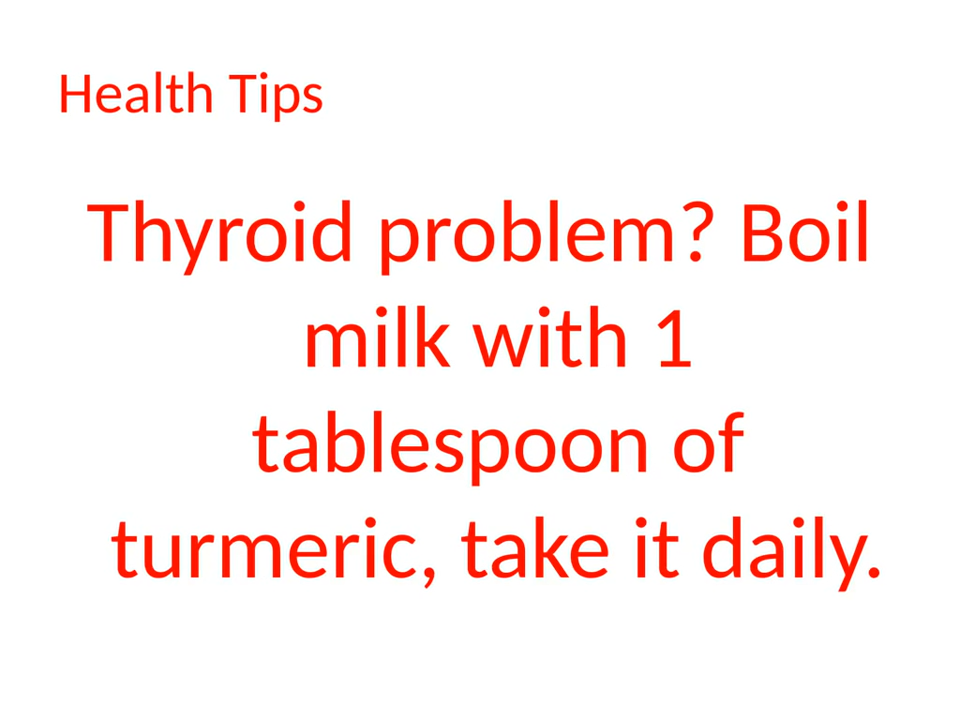 Health Tips
Thyroid problem? Boil
milk with 1
tablespoon of
turmeric, take it daily.